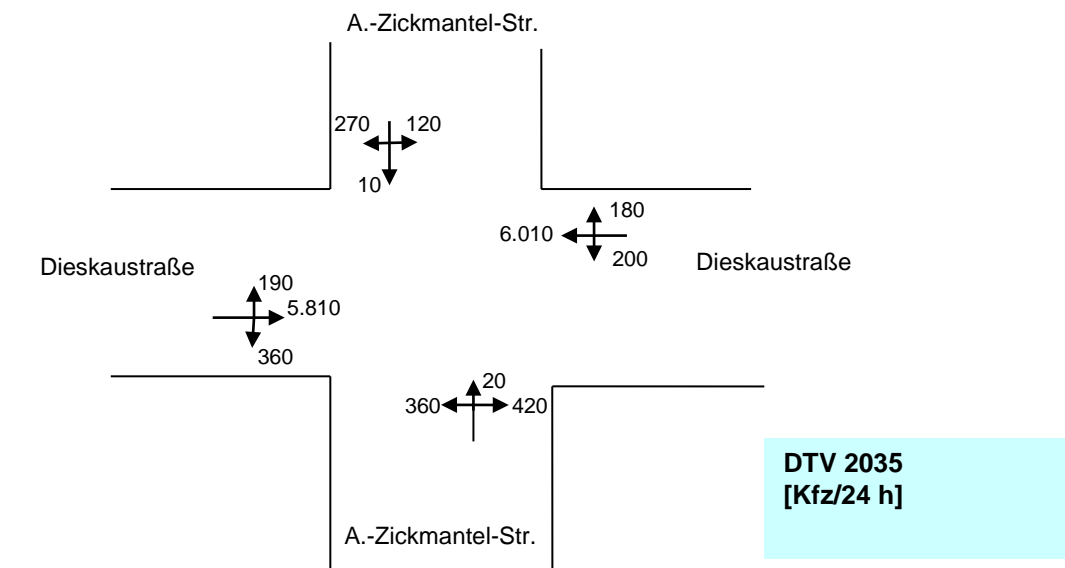 A.-Zickmantel-Str.
270 120
10
180
6.010
200
Dieskaustraße
Dieskaustraße
190
5.810
360
20
360 420
DTV 2035
[Kfz/24 h]
A.-Zickmantel-Str.